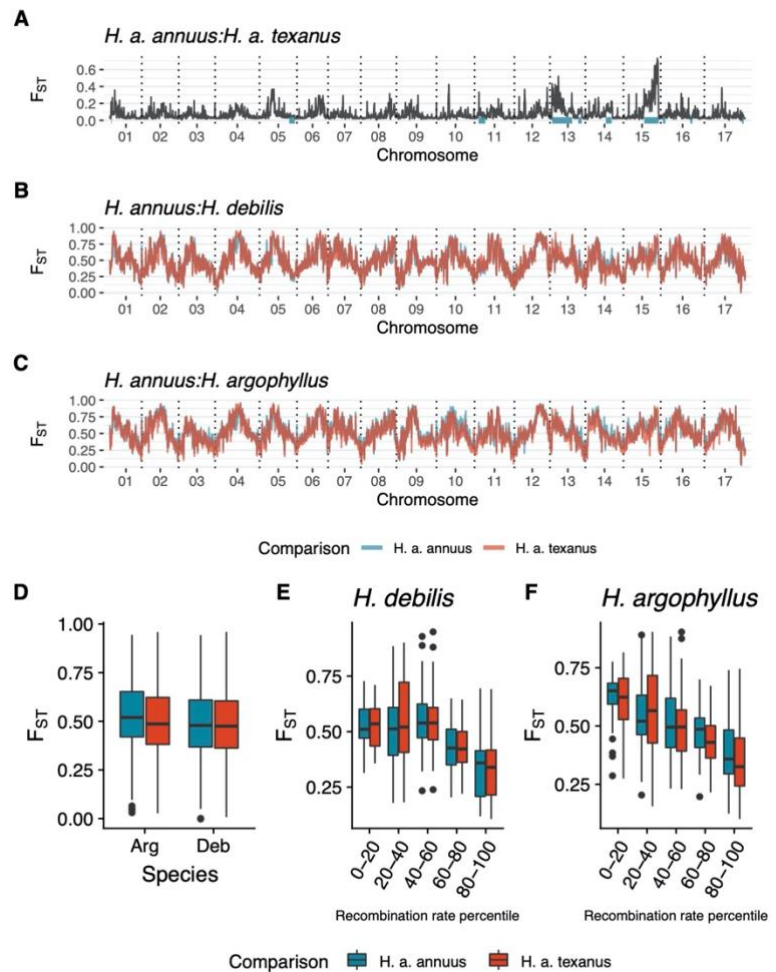 A
H. a. annuus:H. a. texanus
FST
0.6
0.4
0.2
0.0
01 02 03 04 05 06 07 08 09 10 11 12 13 14 15 16 17
Chromosome
B
H. annuus:H. debilis
FST
1.00
0.75
0.50
0.25
0.00
01 02 03 04 05 06 07 08 09 10 11 12 13 14 15 16 17
Chromosome
C
H. annuus:H. argophyllus
FST
1.00
0.75
0.50
0.25
0.00
01 02 03 04 05 06 07 08 09 10 11 12 13 14 15 16 17
Chromosome
Comparison H. a. annuus H. a. texanus
D
FST
1.00
0.75
0.50
0.25
0.00
Arg Deb
Species
E
H. debilis
FST
0.75
0.50
0.25
0–20 20–40 40–60 60–80 80–100
Recombination rate percentile
F
H. argophyllus
FST
0.75
0.50
0.25
0–20 20–40 40–60 60–80 80–100
Recombination rate percentile
Comparison H. a. annuus H. a. texanus